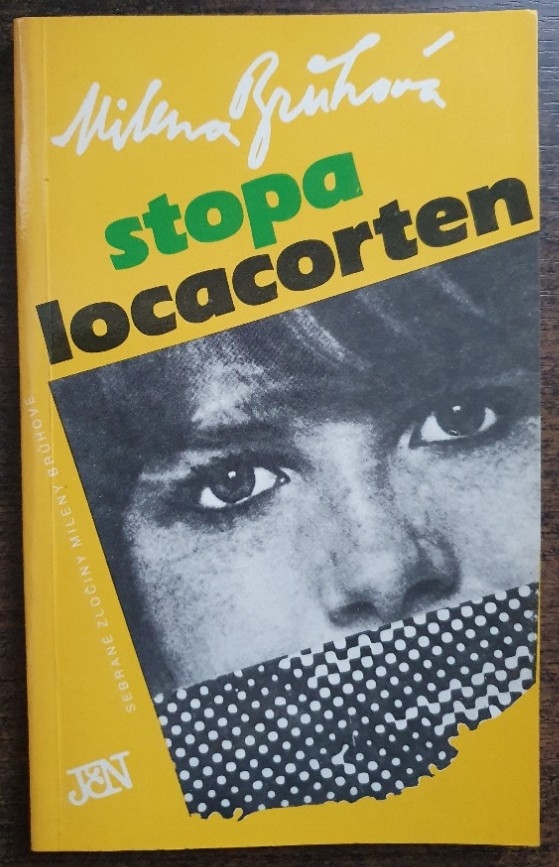 Milena Brůhová
stopa
locacorten
SEBRANÉ ZLOČINY MILENY BRŮHOVÉ
J&N